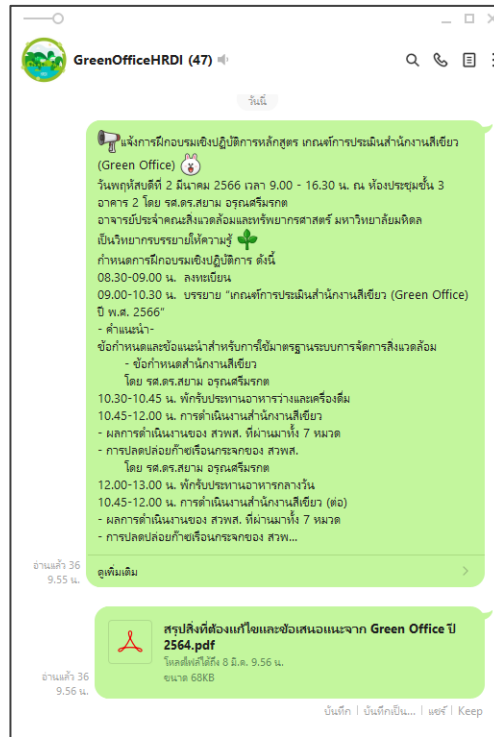 GreenOfficeHRDI (47)
วันนี้
แจ้งการฝึกอบรมเชิงปฏิบัติการหลักสูตร เกณฑ์การประเมินสำนักงานสีเขียว
(Green Office)
วันพฤหัสบดีที่ 2 มีนาคม 2566 เวลา 9.00 - 16.30 น. ณ ห้องประชุมชั้น 3
อาคาร 2 โดย รศ.ดร.สยาม อรุณศรีมรกต
อาจารย์ประจำคณะสิ่งแวดล้อมและทรัพยากรศาสตร์ มหาวิทยาลัยมหิดล
เป็นวิทยากรบรรยายให้ความรู้
กำหนดการฝึกอบรมเชิงปฏิบัติการ ดังนี้
08.30-09.00 น. ลงทะเบียน
09.00-10.30 น. บรรยาย "เกณฑ์การประเมินสำนักงานสีเขียว (Green Office)
ปี พ.ศ. 2566"
- คำแนะนำ-
ข้อกำหนดและข้อแนะนำสำหรับการใช้มาตรฐานระบบการจัดการสิ่งแวดล้อม
- ข้อกำหนดสำนักงานสีเขียว
โดย รศ.ดร.สยาม อรุณศรีมรกต
10.30-10.45 น. พักรับประทานอาหารว่างและเครื่องดื่ม
10.45-12.00 น. การดำเนินงานสำนักงานสีเขียว
- ผลการดำเนินงานของ สวพส. ที่ผ่านมาทั้ง 7 หมวด
- การปลดปล่อยก๊าซเรือนกระจกของ สวพส.
โดย รศ.ดร.สยาม อรุณศรีมรกต
12.00-13.00 น. พักรับประทานอาหารกลางวัน
10.45-12.00 น. การดำเนินงานสำนักงานสีเขียว (ต่อ)
- ผลการดำเนินงานของ สวพส. ที่ผ่านมาทั้ง 7 หมวด
- การปลดปล่อยก๊าซเรือนกระจกของ สวพ...
ดูเพิ่มเติม
อ่านแล้ว 36
9.55 น.
สรุปสิ่งที่ต้องแก้ไขและข้อเสนอแนะจาก Green Office ปี
2564.pdf
โหลดไฟล์ได้ถึง 8 มี.ค. 9.56 น.
ขนาด 68KB
อ่านแล้ว 36
9.56 น.
บันทึก | บันทึกเป็น... | แชร์ | Keep